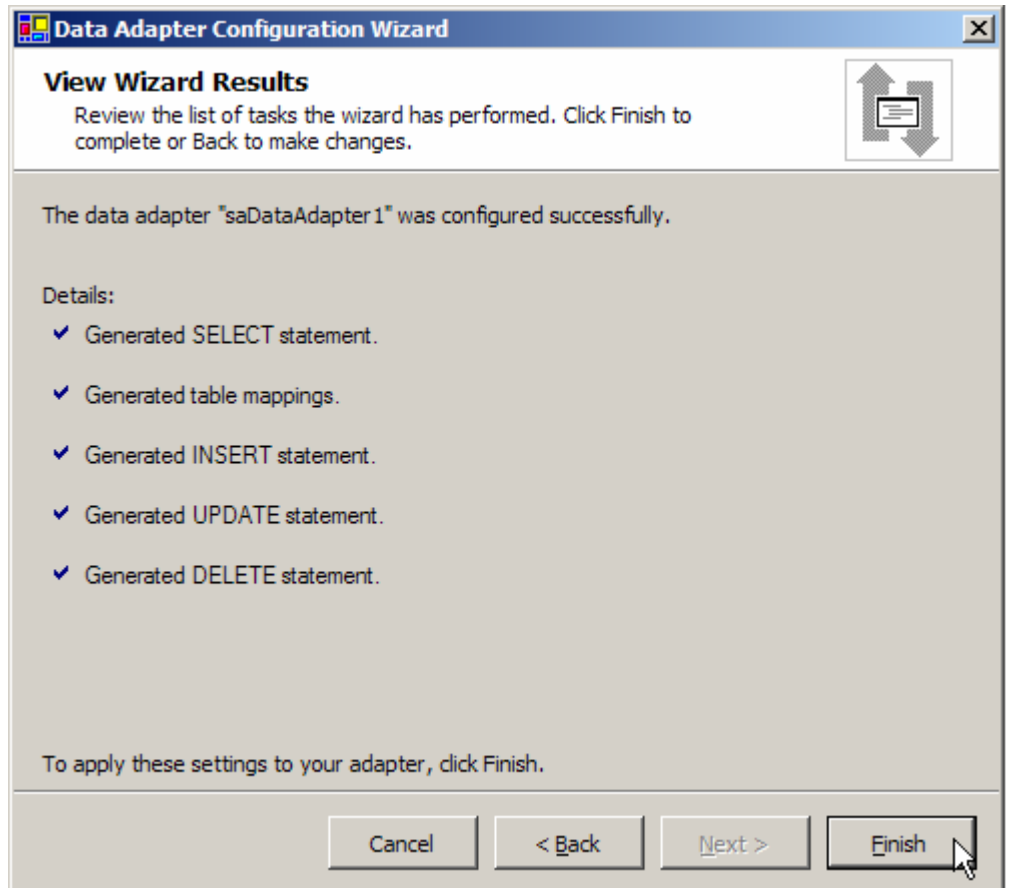 Data Adapter Configuration Wizard
View Wizard Results
Review the list of tasks the wizard has performed. Click Finish to
complete or Back to make changes.
The data adapter "saDataAdapter1" was configured successfully.
Details:
Generated SELECT statement.
Generated table mappings.
Generated INSERT statement.
Generated UPDATE statement.
Generated DELETE statement.
To apply these settings to your adapter, click Finish.
Cancel
< Back
Next >
Finish